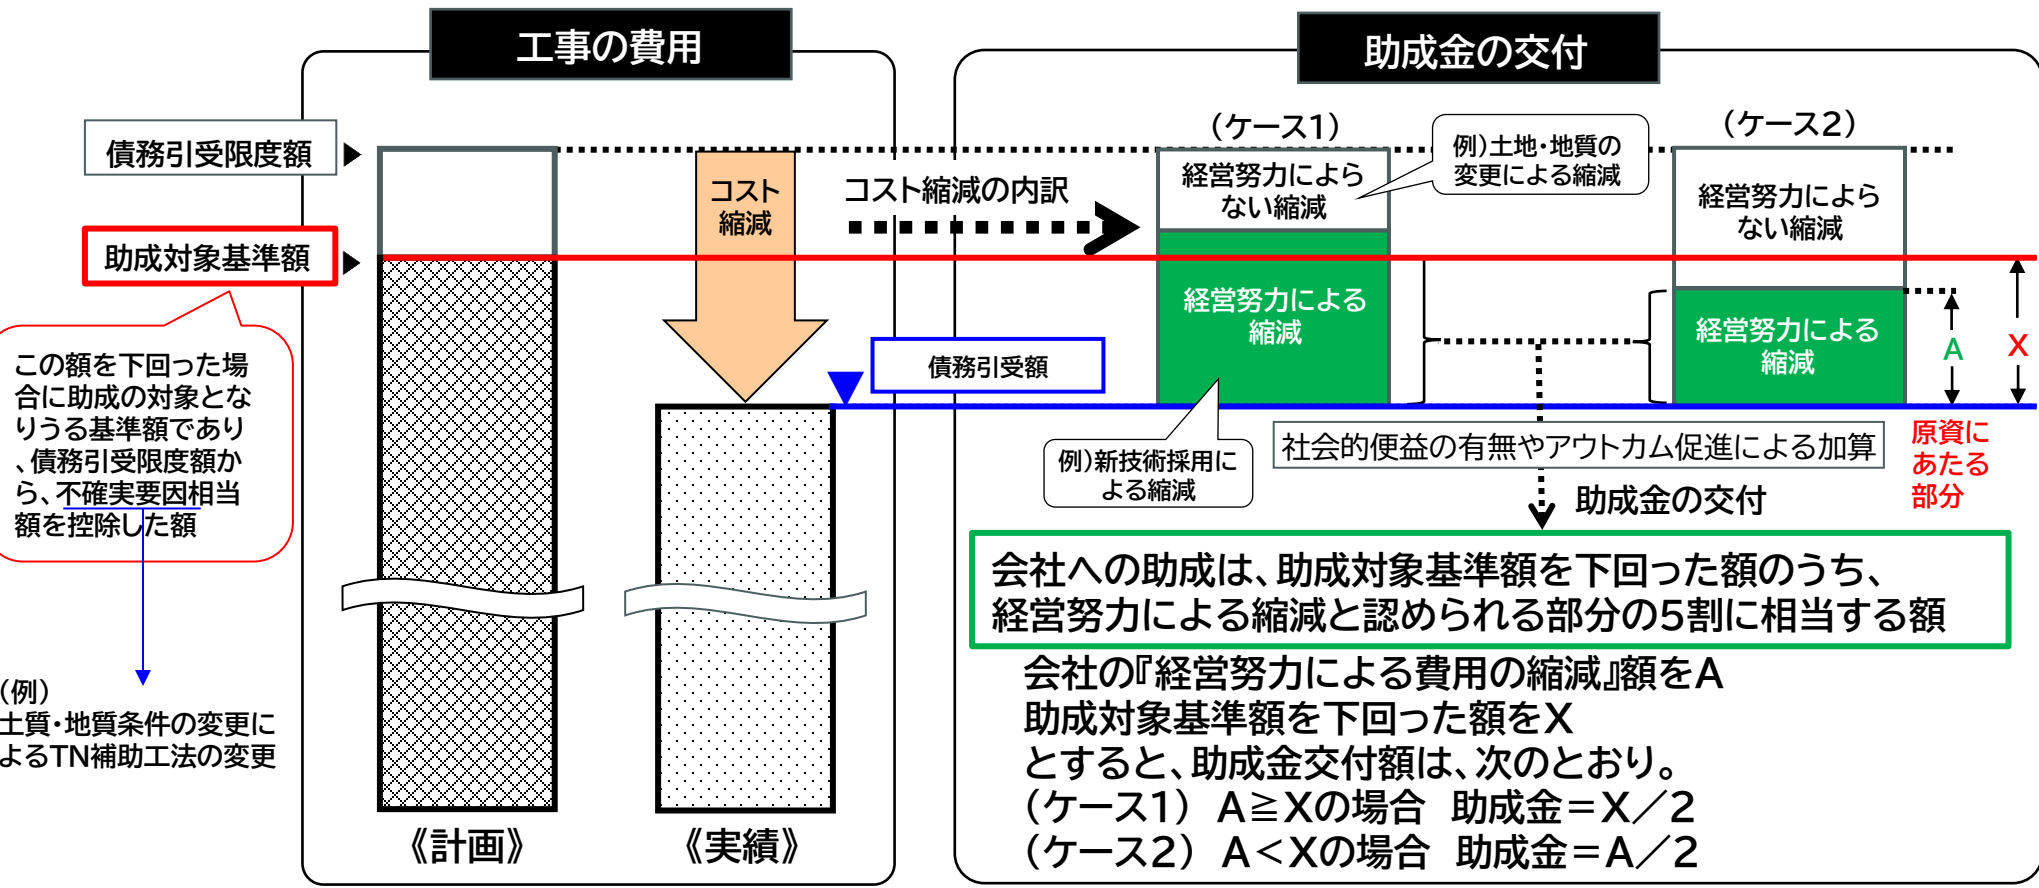 工事の費用
助成金の交付
債務引受限度額
助成対象基準額
この額を下回った場
合に助成の対象とな
りうる基準額であり
、債務引受限度額か
ら、不確実要因相当
額を控除した額
(例)
土質・地質条件の変更に
よるTN補助工法の変更
コスト
縮減
《計画》
《実績》
債務引受額
コスト縮減の内訳
(ケース1)
経営努力によら
ない縮減
例)土地・地質の
変更による縮減
経営努力による
縮減
例)新技術採用に
よる縮減
(ケース2)
経営努力によら
ない縮減
経営努力による
縮減
A
X
原資に
あたる
部分
社会的便益の有無やアウトカム促進による加算
助成金の交付
会社への助成は、助成対象基準額を下回った額のうち、
経営努力による縮減と認められる部分の5割に相当する額
会社の『経営努力による費用の縮減』額をA
助成対象基準額を下回った額をX
とすると、助成金交付額は、次のとおり。
(ケース1) A≧Xの場合 助成金=X/2
(ケース2) A<Xの場合 助成金=A/2